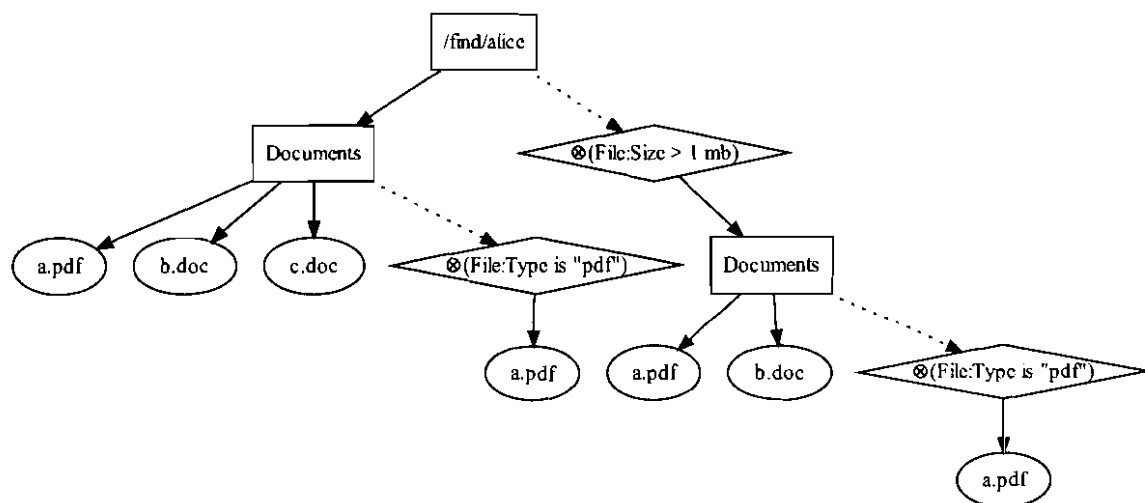 /find/alice
Documents
⊗(File:Size > 1 mb)
a.pdf
b.doc
c.doc
⊗(File:Type is "pdf")
Documents
a.pdf
a.pdf
b.doc
⊗(File:Type is "pdf")
a.pdf